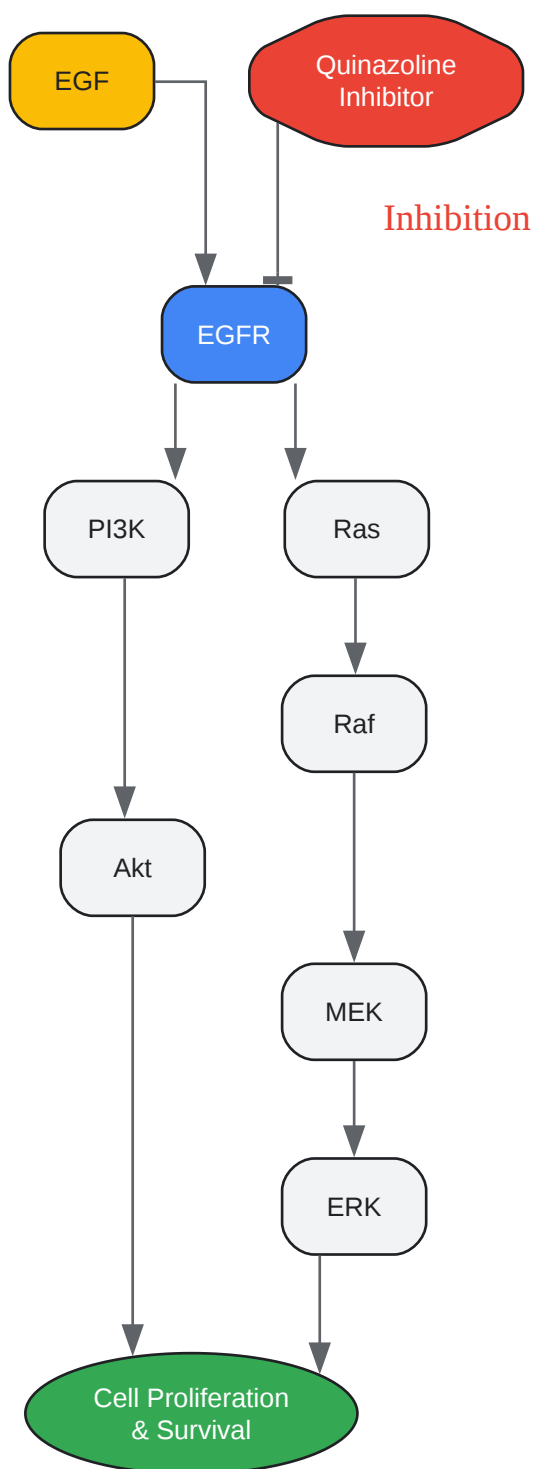 EGF
Quinazoline
Inhibitor
Inhibition
EGFR
PI3K
Ras
Raf
Akt
MEK
ERK
Cell Proliferation
& Survival